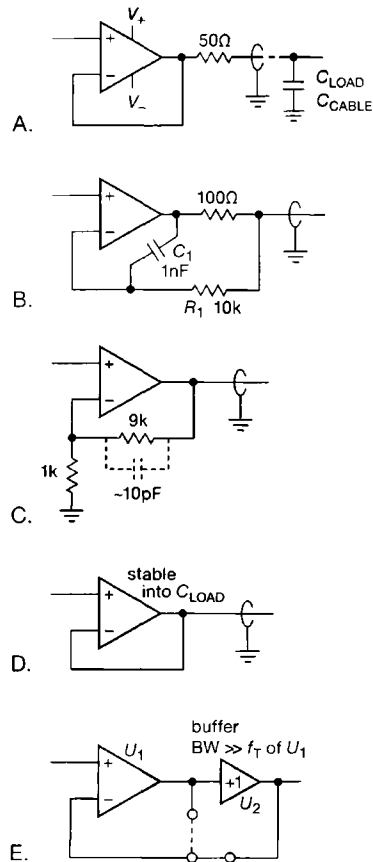 V+
+
−
V−
50Ω
CLOAD
CCABLE
A.
+
−
100Ω
C1
1nF
R1 10k
B.
+
−
9k
1k
~10pF
C.
stable
into CLOAD
+
−
D.
buffer
BW ≫ fT of U1
U1
+
−
+1
U2
E.